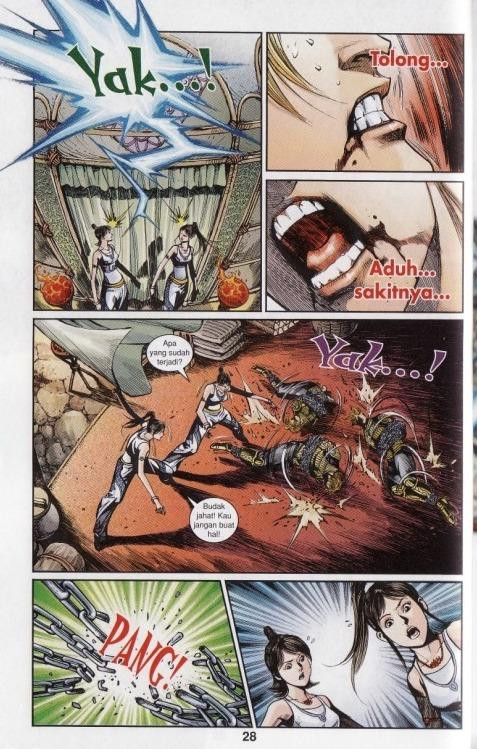 Yak....!
Tolong...
Aduh...
sakitnya...
Apa
yang sudah
terjadi?
Yak....!
Budak
jahat! Kau
jangan buat
hal!
PANG!
28